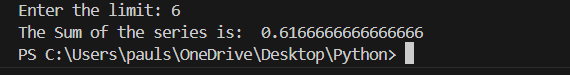 Enter the limit: 6
The Sum of the series is:  0.6166666666666666
PS C:\Users\pauls\OneDrive\Desktop\Python>